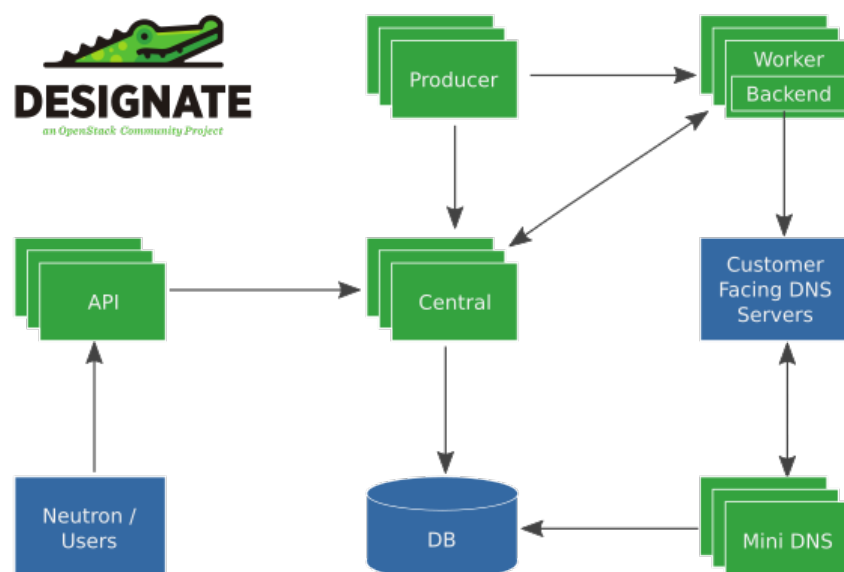 DESIGNATE
an OpenStack Community Project
Producer
Worker
Backend
API
Central
Customer
Facing DNS
Servers
Neutron /
Users
DB
Mini DNS